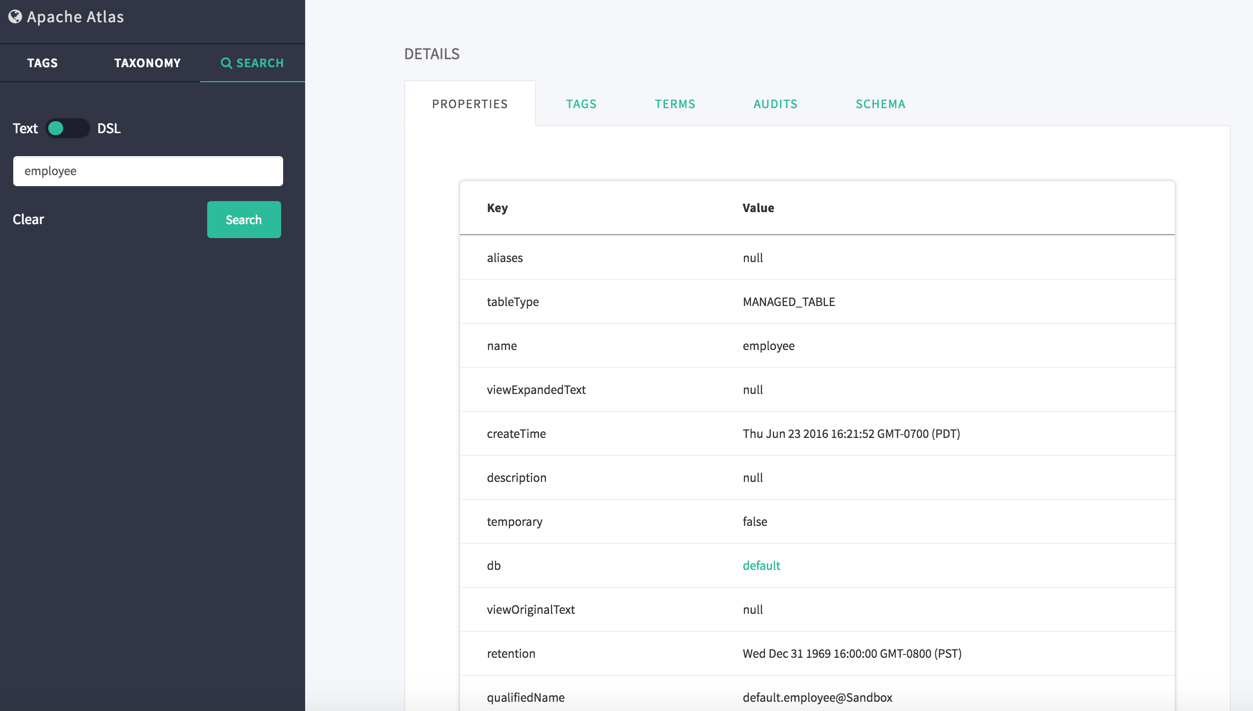 Apache Atlas
TAGS TAXONOMY SEARCH
Text DSL
employee
Clear Search
DETAILS
PROPERTIES TAGS TERMS AUDITS SCHEMA
Key Value
aliases null
tableType MANAGED_TABLE
name employee
viewExpandedText null
createTime Thu Jun 23 2016 16:21:52 GMT-0700 (PDT)
description null
temporary false
db default
viewOriginalText null
retention Wed Dec 31 1969 16:00:00 GMT-0800 (PST)
qualifiedName default.employee@Sandbox